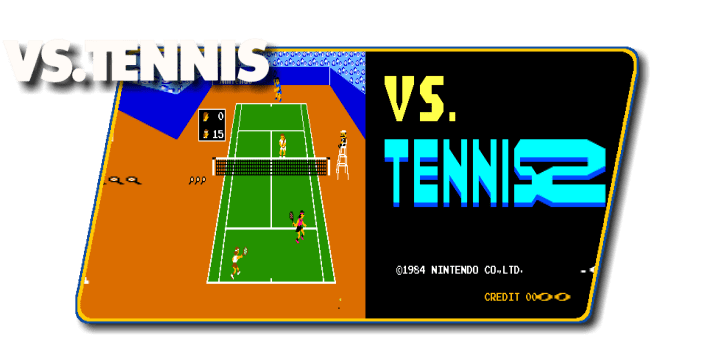 VS.TENNIS
0
15
VS.
TENNIS
©1984 NINTENDO CO.,LTD.
CREDIT 00